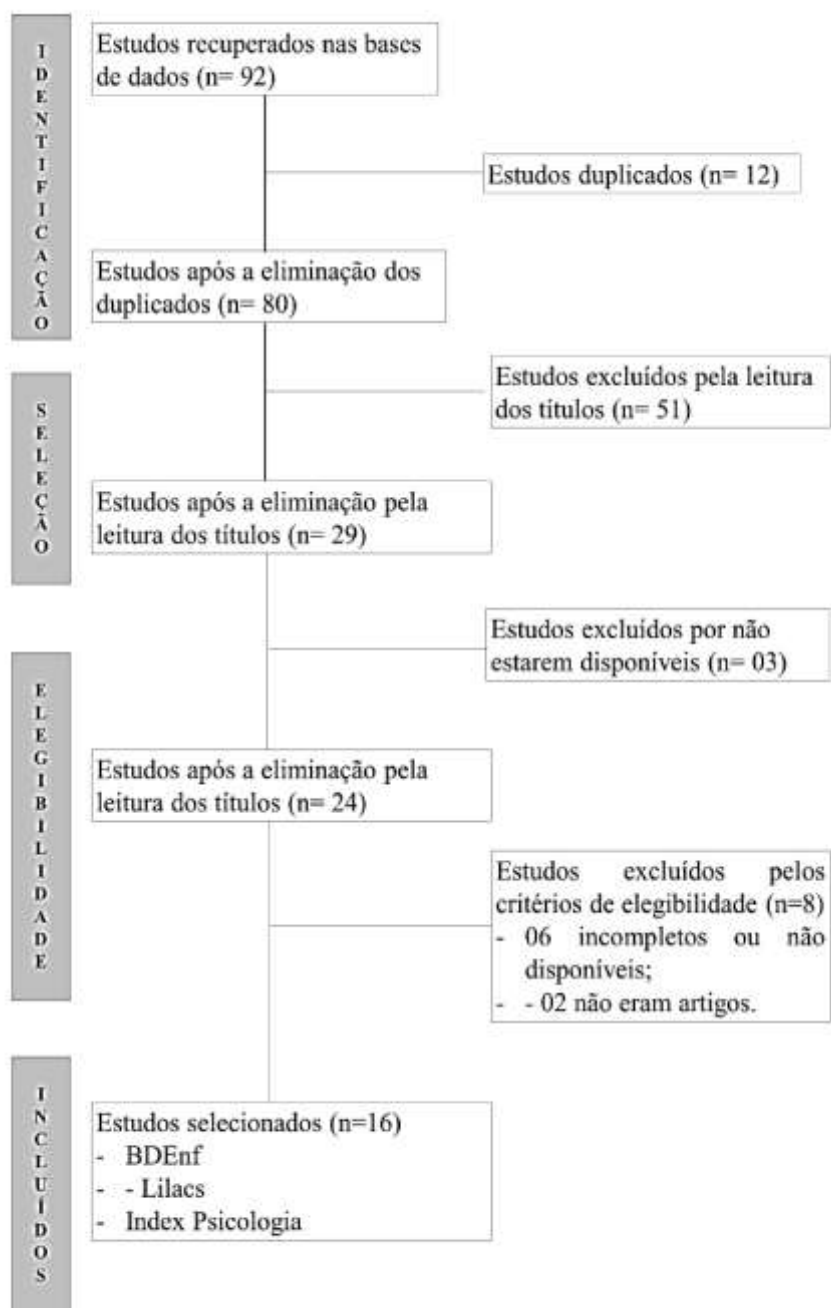 IDENTIFICAÇÃO
Estudos recuperados nas bases
de dados (n= 92)
Estudos duplicados (n= 12)
Estudos após a eliminação dos
duplicados (n= 80)
SELEÇÃO
Estudos excluídos pela leitura
dos títulos (n= 51)
Estudos após a eliminação pela
leitura dos títulos (n= 29)
ELEGIBILIDADE
Estudos excluídos por não
estarem disponíveis (n= 03)
Estudos após a eliminação pela
leitura dos títulos (n= 24)
Estudos excluídos pelos
critérios de elegibilidade (n=8)
- 06 incompletos ou não
disponíveis;
- - 02 não eram artigos.
INCLUÍDOS
Estudos selecionados (n=16)
- BDEnf
- - Lilacs
- Index Psicologia